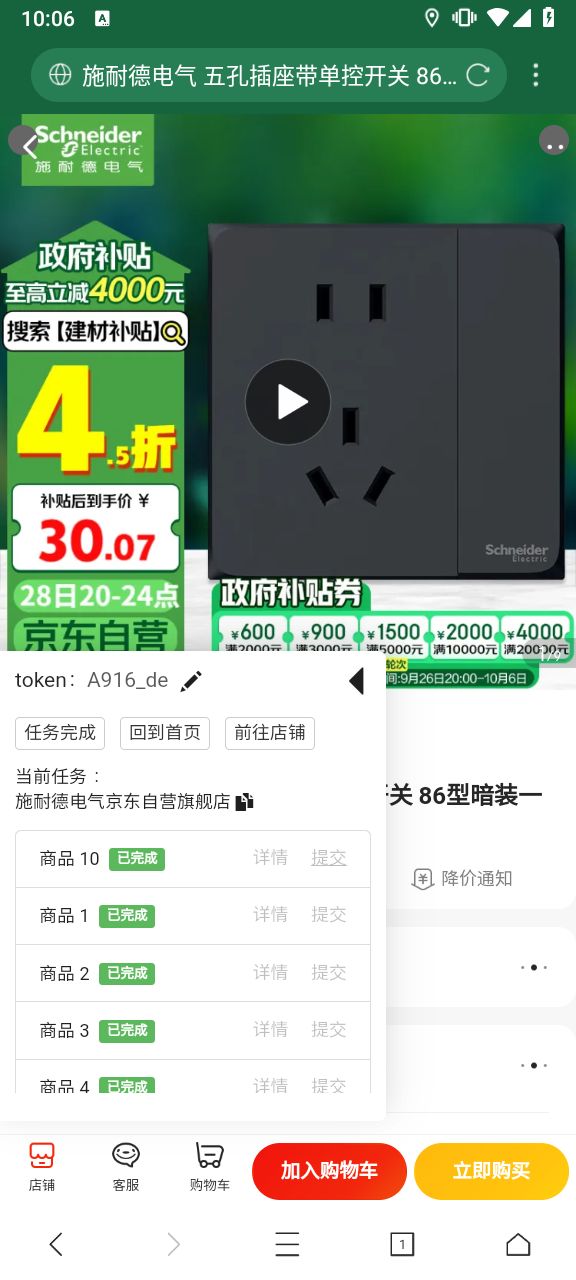 10:06
施耐德电气 五孔插座带单控开关 86...
Schneider
Electric
施耐德电气
政府补贴
至高立减4000元
搜索【建材补贴】
4.5折
补贴后到手价 ¥
30.07
28日20-24点
京东自营
Schneider
Electric
政府补贴券
¥600 ¥900 ¥1500 ¥2000 ¥4000
满2000元 满3000元 满5000元 满10000元 满20000元
1/9
轮次
间:9月26日20:00-10月6日
token: A916_de
任务完成 回到首页 前往店铺
当前任务：
施耐德电气京东自营旗舰店
开关 86型暗装一
商品 10 已完成 详情 提交
降价通知
商品 1 已完成 详情 提交
商品 2 已完成 详情 提交
商品 3 已完成 详情 提交
商品 4 已完成 详情 提交
店铺 客服 购物车 加入购物车 立即购买
1